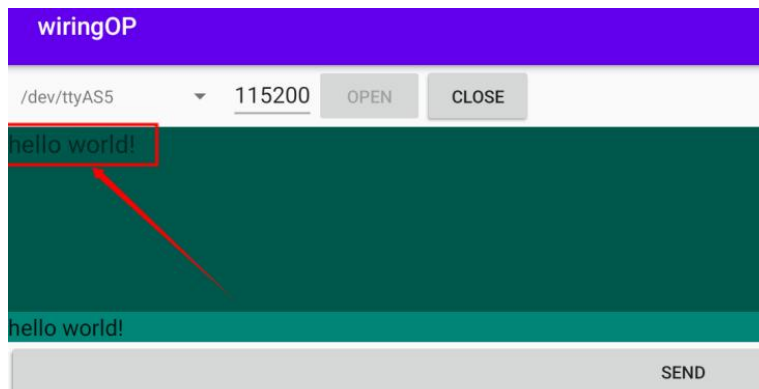 wiringOP
/dev/ttyAS5 115200 OPEN CLOSE
hello world!
hello world!
SEND